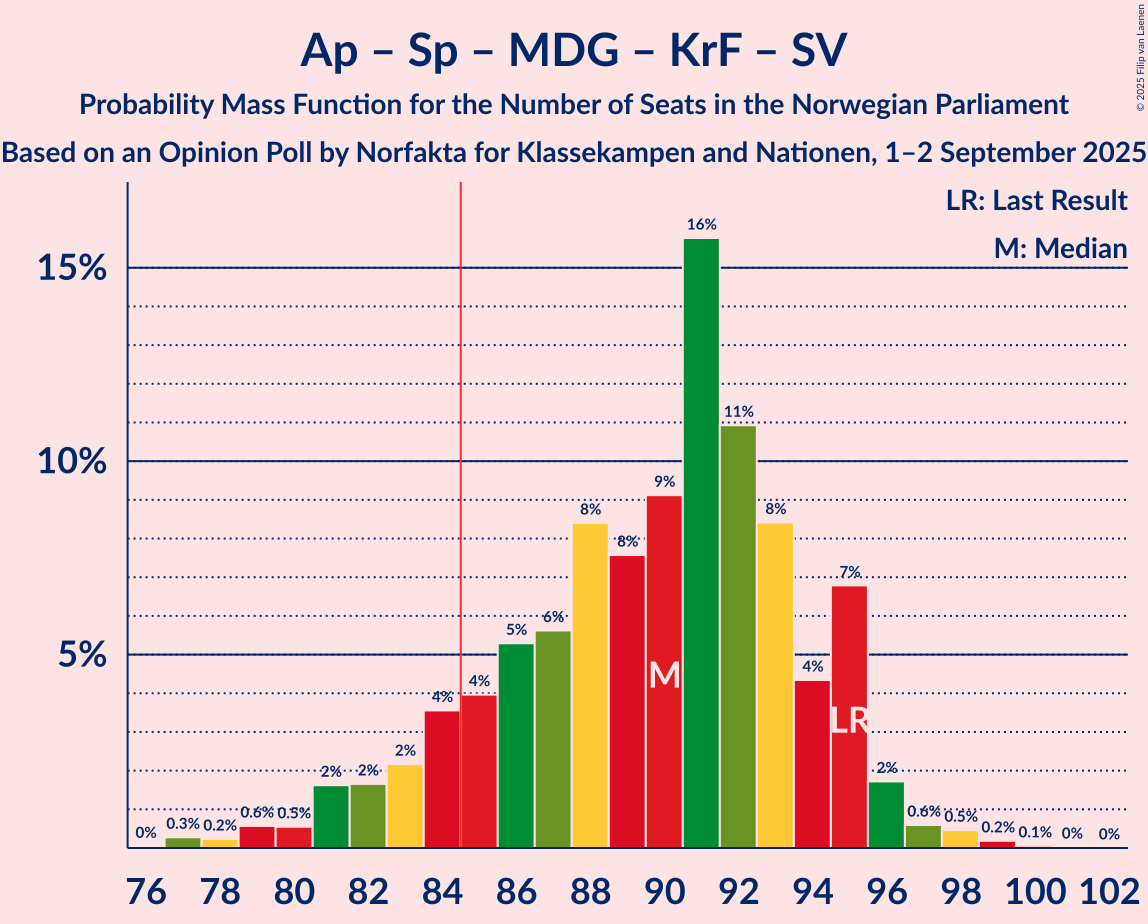 Ap – Sp – MDG – KrF – SV
Probability Mass Function for the Number of Seats in the Norwegian Parliament
Based on an Opinion Poll by Norfakta for Klassekampen and Nationen, 1–2 September 2025
© 2025 Filip van Laenen
LR: Last Result
M: Median
15%
10%
5%
0% 0.3% 0.2% 0.6% 0.5% 2% 2% 2% 4% 4% 5% 6% 8% 8% 9% 16% 11% 8% 4% 7% 2% 0.6% 0.5% 0.2% 0.1% 0% 0%
M
LR
76 78 80 82 84 86 88 90 92 94 96 98 100 102